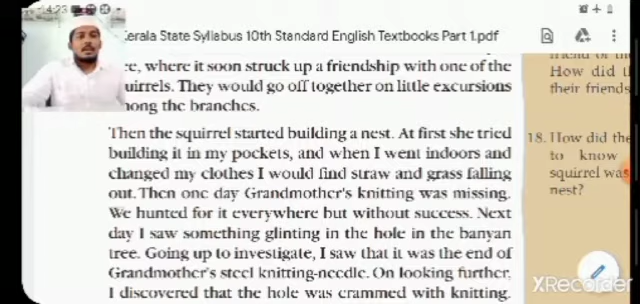 14:23
Kerala State Syllabus 10th Standard English Textbooks Part 1.pdf
where it soon struck up a friendship with one of the
They would go off together on little excursions
the branches.
Then the squirrel started building a nest. At first she tried
building it in my pockets, and when I went indoors and
changed my clothes I would find straw and grass falling
out. Then one day Grandmother's knitting was missing.
We hunted for it everywhere but without success. Next
day I saw something glinting in the hole in the banyan
tree. Going up to investigate, I saw that it was the end of
Grandmother's steel knitting-needle. On looking further,
I discovered that the hole was crammed with knitting.
How did
their friends
18. How did the
to know
squirrel was
nest?
XRecorder